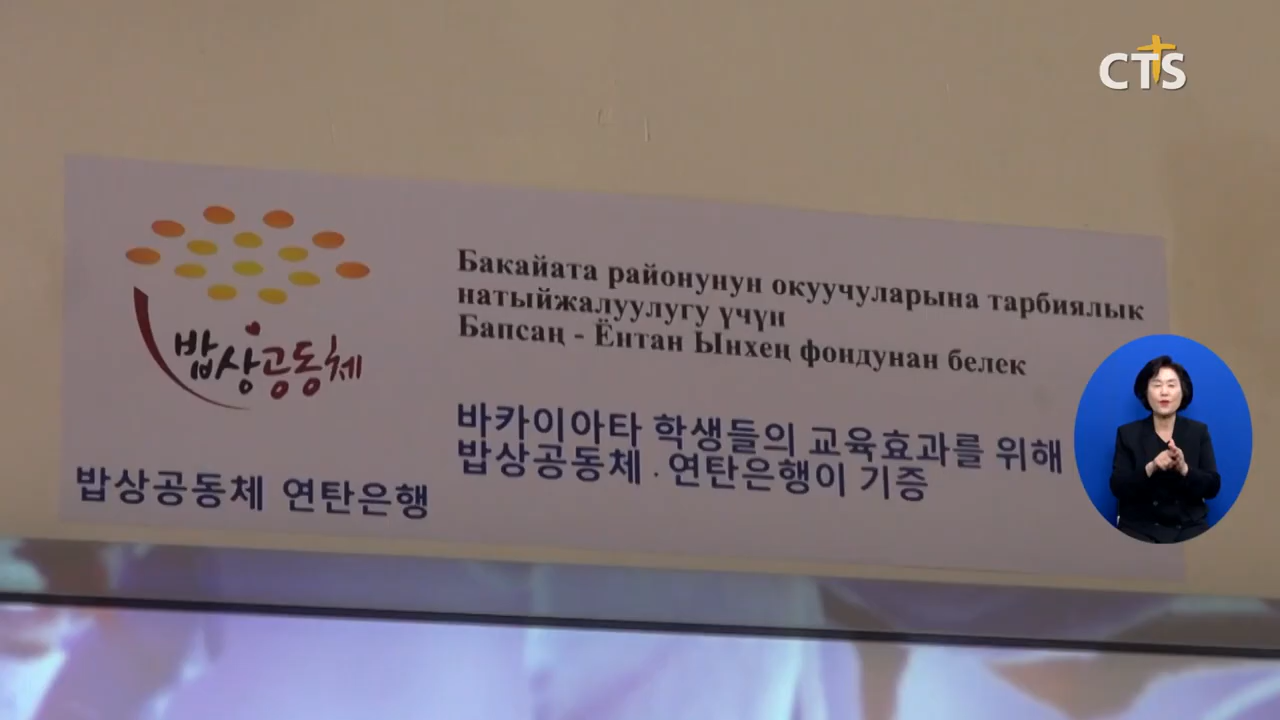 CTS
밥상공동체
밥상공동체 연탄은행
Бакайата районунун окуучуларына тарбиялык
натыйжалуулугу үчүн
Бапсаң - Ёнтан Ынхең фондунан белек
바카이아타 학생들의 교육효과를 위해
밥상공동체 · 연탄은행이 기증